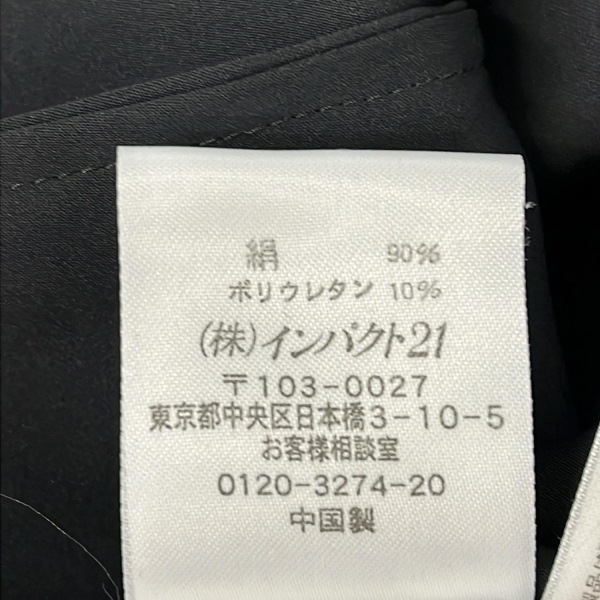 絹 90%
ポリウレタン 10%
(株)インパクト21
〒103-0027
東京都中央区日本橋3-10-5
お客様相談室
0120-3274-20
中国製